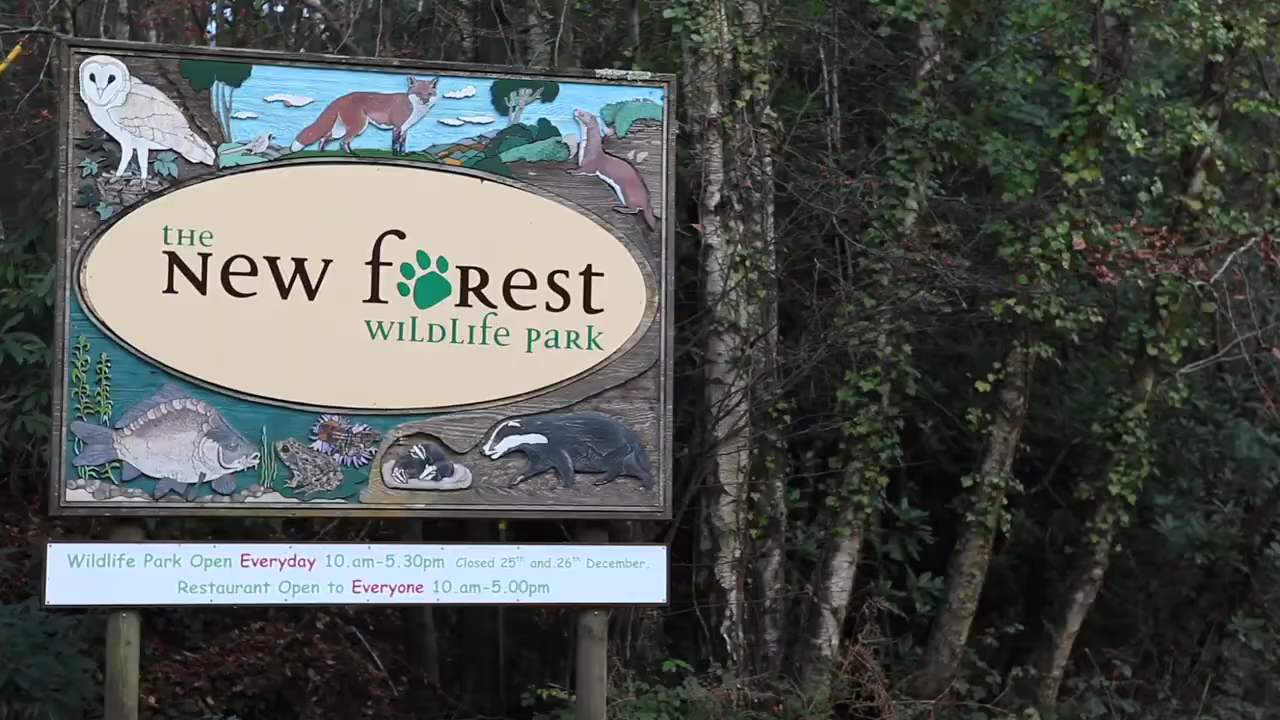 THE
New forest
wildlife park
Wildlife Park Open Everyday 10.am-5.30pm Closed 25th and.26th December.
Restaurant Open to Everyone 10.am-5.00pm